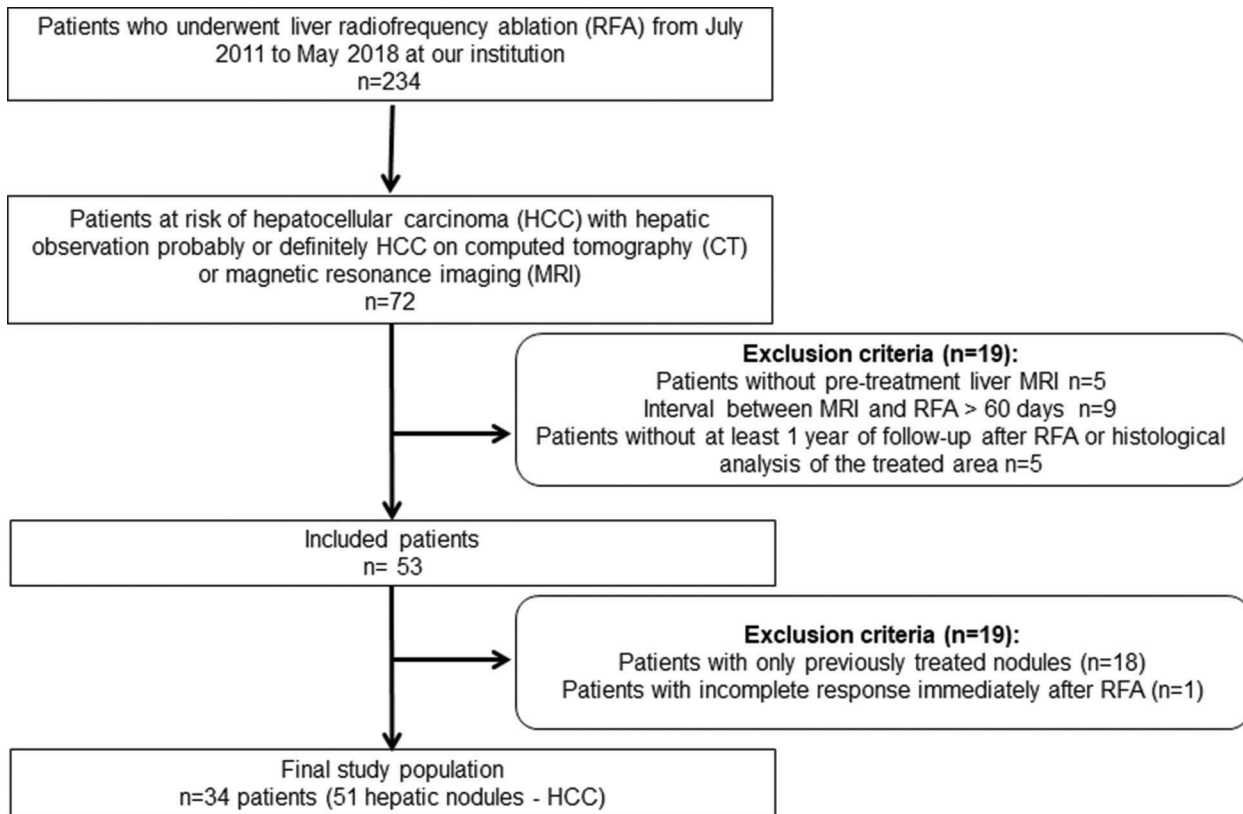 Patients who underwent liver radiofrequency ablation (RFA) from July
2011 to May 2018 at our institution
n=234
Patients at risk of hepatocellular carcinoma (HCC) with hepatic
observation probably or definitely HCC on computed tomography (CT)
or magnetic resonance imaging (MRI)
n=72
Exclusion criteria (n=19):
Patients without pre-treatment liver MRI n=5
Interval between MRI and RFA > 60 days n=9
Patients without at least 1 year of follow-up after RFA or histological
analysis of the treated area n=5
Included patients
n= 53
Exclusion criteria (n=19):
Patients with only previously treated nodules (n=18)
Patients with incomplete response immediately after RFA (n=1)
Final study population
n=34 patients (51 hepatic nodules - HCC)